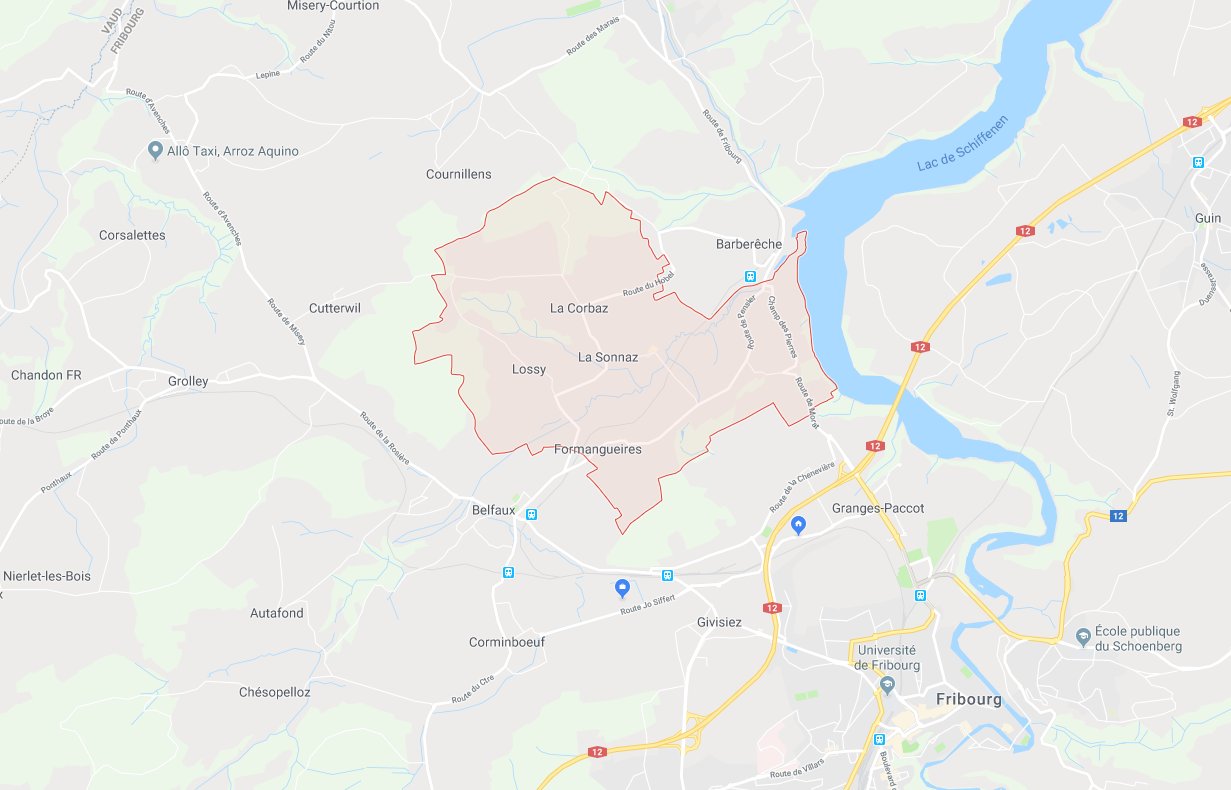 Misery-Courtion
VAUD
FRIBOURG
Route du Nitou
Route des Marais
Lepine
Route d'Avenches
Route de Fribourg
12
Allô Taxi, Arroz Aquino
Lac de Schiffenen
Cournillens
Route d'Avenches
Guin
Corsalettes
12
Barberêche
Duensstrasse
Route du Hobel
Cutterwil
La Corbaz
Route de Misery
Route de Pensier
Champ des Pierres
12
La Sonnaz
Lossy
Chandon FR
Grolley
St. Wolfgang
Route de Morat
oute de la Broye
Route de Ponthaux
Route de la Rosière
Formangueires
12
Ponthaux
Route de la Chenevière
Belfaux
Granges-Paccot
12
Nierlet-les-Bois
x
Autafond
Route Jo Siffert
12
Givisiez
Corminboeuf
École publique
du Schoenberg
Université
de Fribourg
Chésopelloz
Route du Ctre
Fribourg
12
Route de Villars
Boulevard d